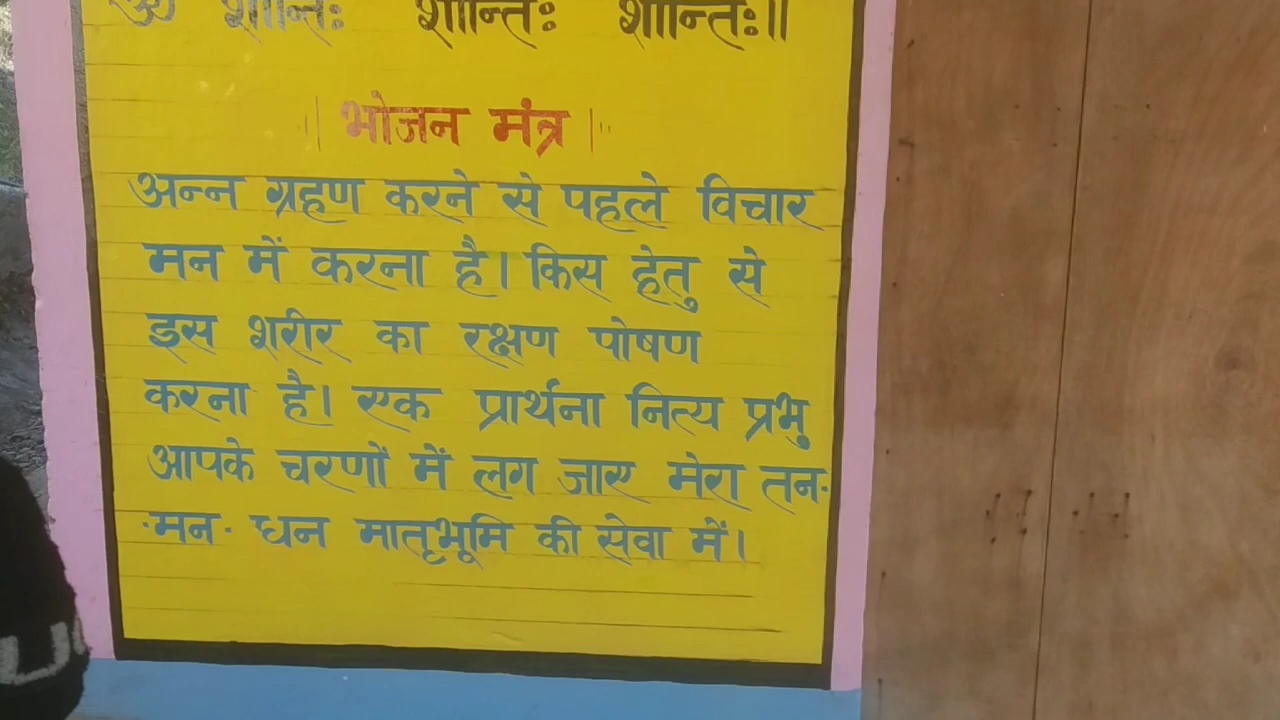 ॐ शान्तिः शान्तिः शान्तिः॥
। भोजन मंत्र ।
अन्न ग्रहण करने से पहले विचार
मन में करना है। किस हेतु से
इस शरीर का रक्षण पोषण
करना है। एक प्रार्थना नित्य प्रभु
आपके चरणों में लग जाए मेरा तन-
-मन- धन मातृभूमि की सेवा में।